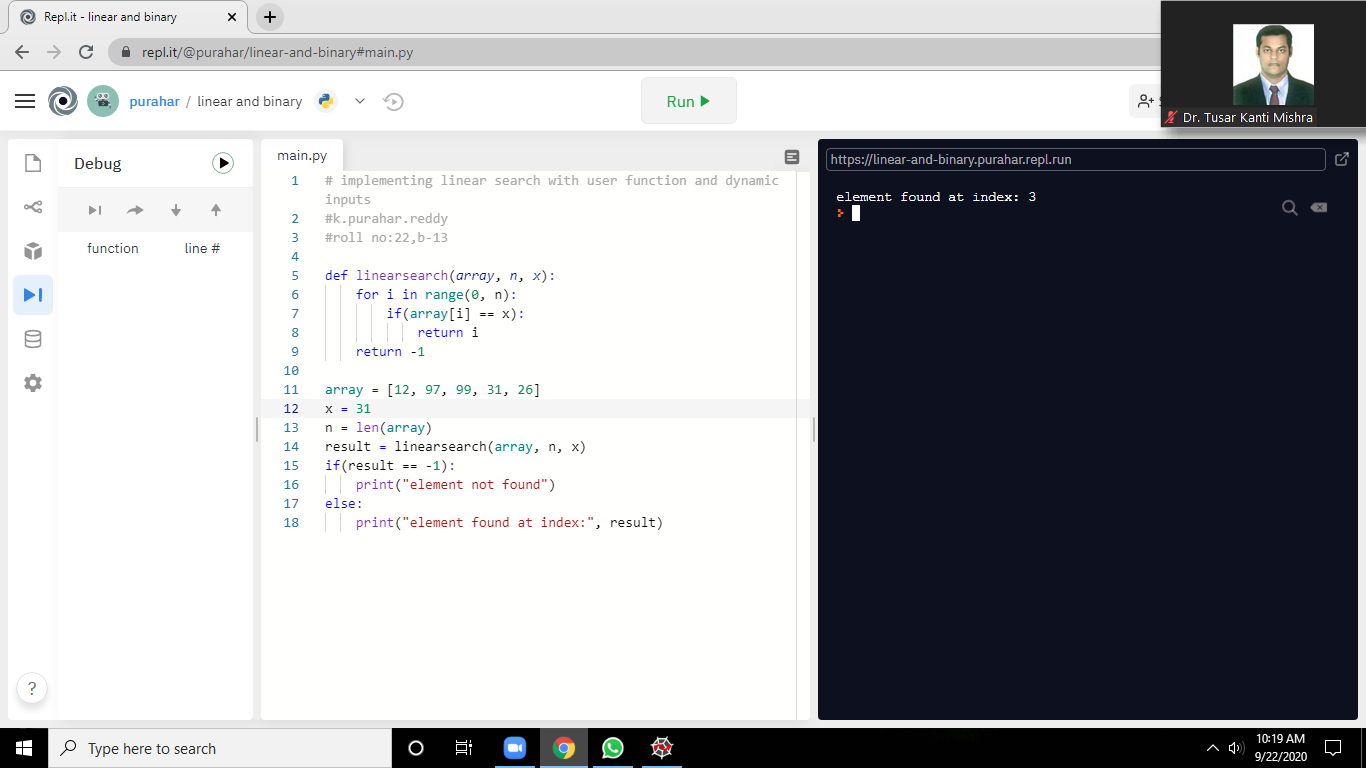 Repl.it - linear and binary
repl.it/@purahar/linear-and-binary#main.py
purahar / linear and binary
Run
Dr. Tusar Kanti Mishra
Debug
function line #
main.py
1 # implementing linear search with user function and dynamic
inputs
2 #k.purahar.reddy
3 #roll no:22,b-13
4
5 def linearsearch(array, n, x):
6 for i in range(0, n):
7 if(array[i] == x):
8 return i
9 return -1
10
11 array = [12, 97, 99, 31, 26]
12 x = 31
13 n = len(array)
14 result = linearsearch(array, n, x)
15 if(result == -1):
16 print("element not found")
17 else:
18 print("element found at index:", result)
https://linear-and-binary.purahar.repl.run
element found at index: 3
?
Type here to search
10:19 AM
9/22/2020